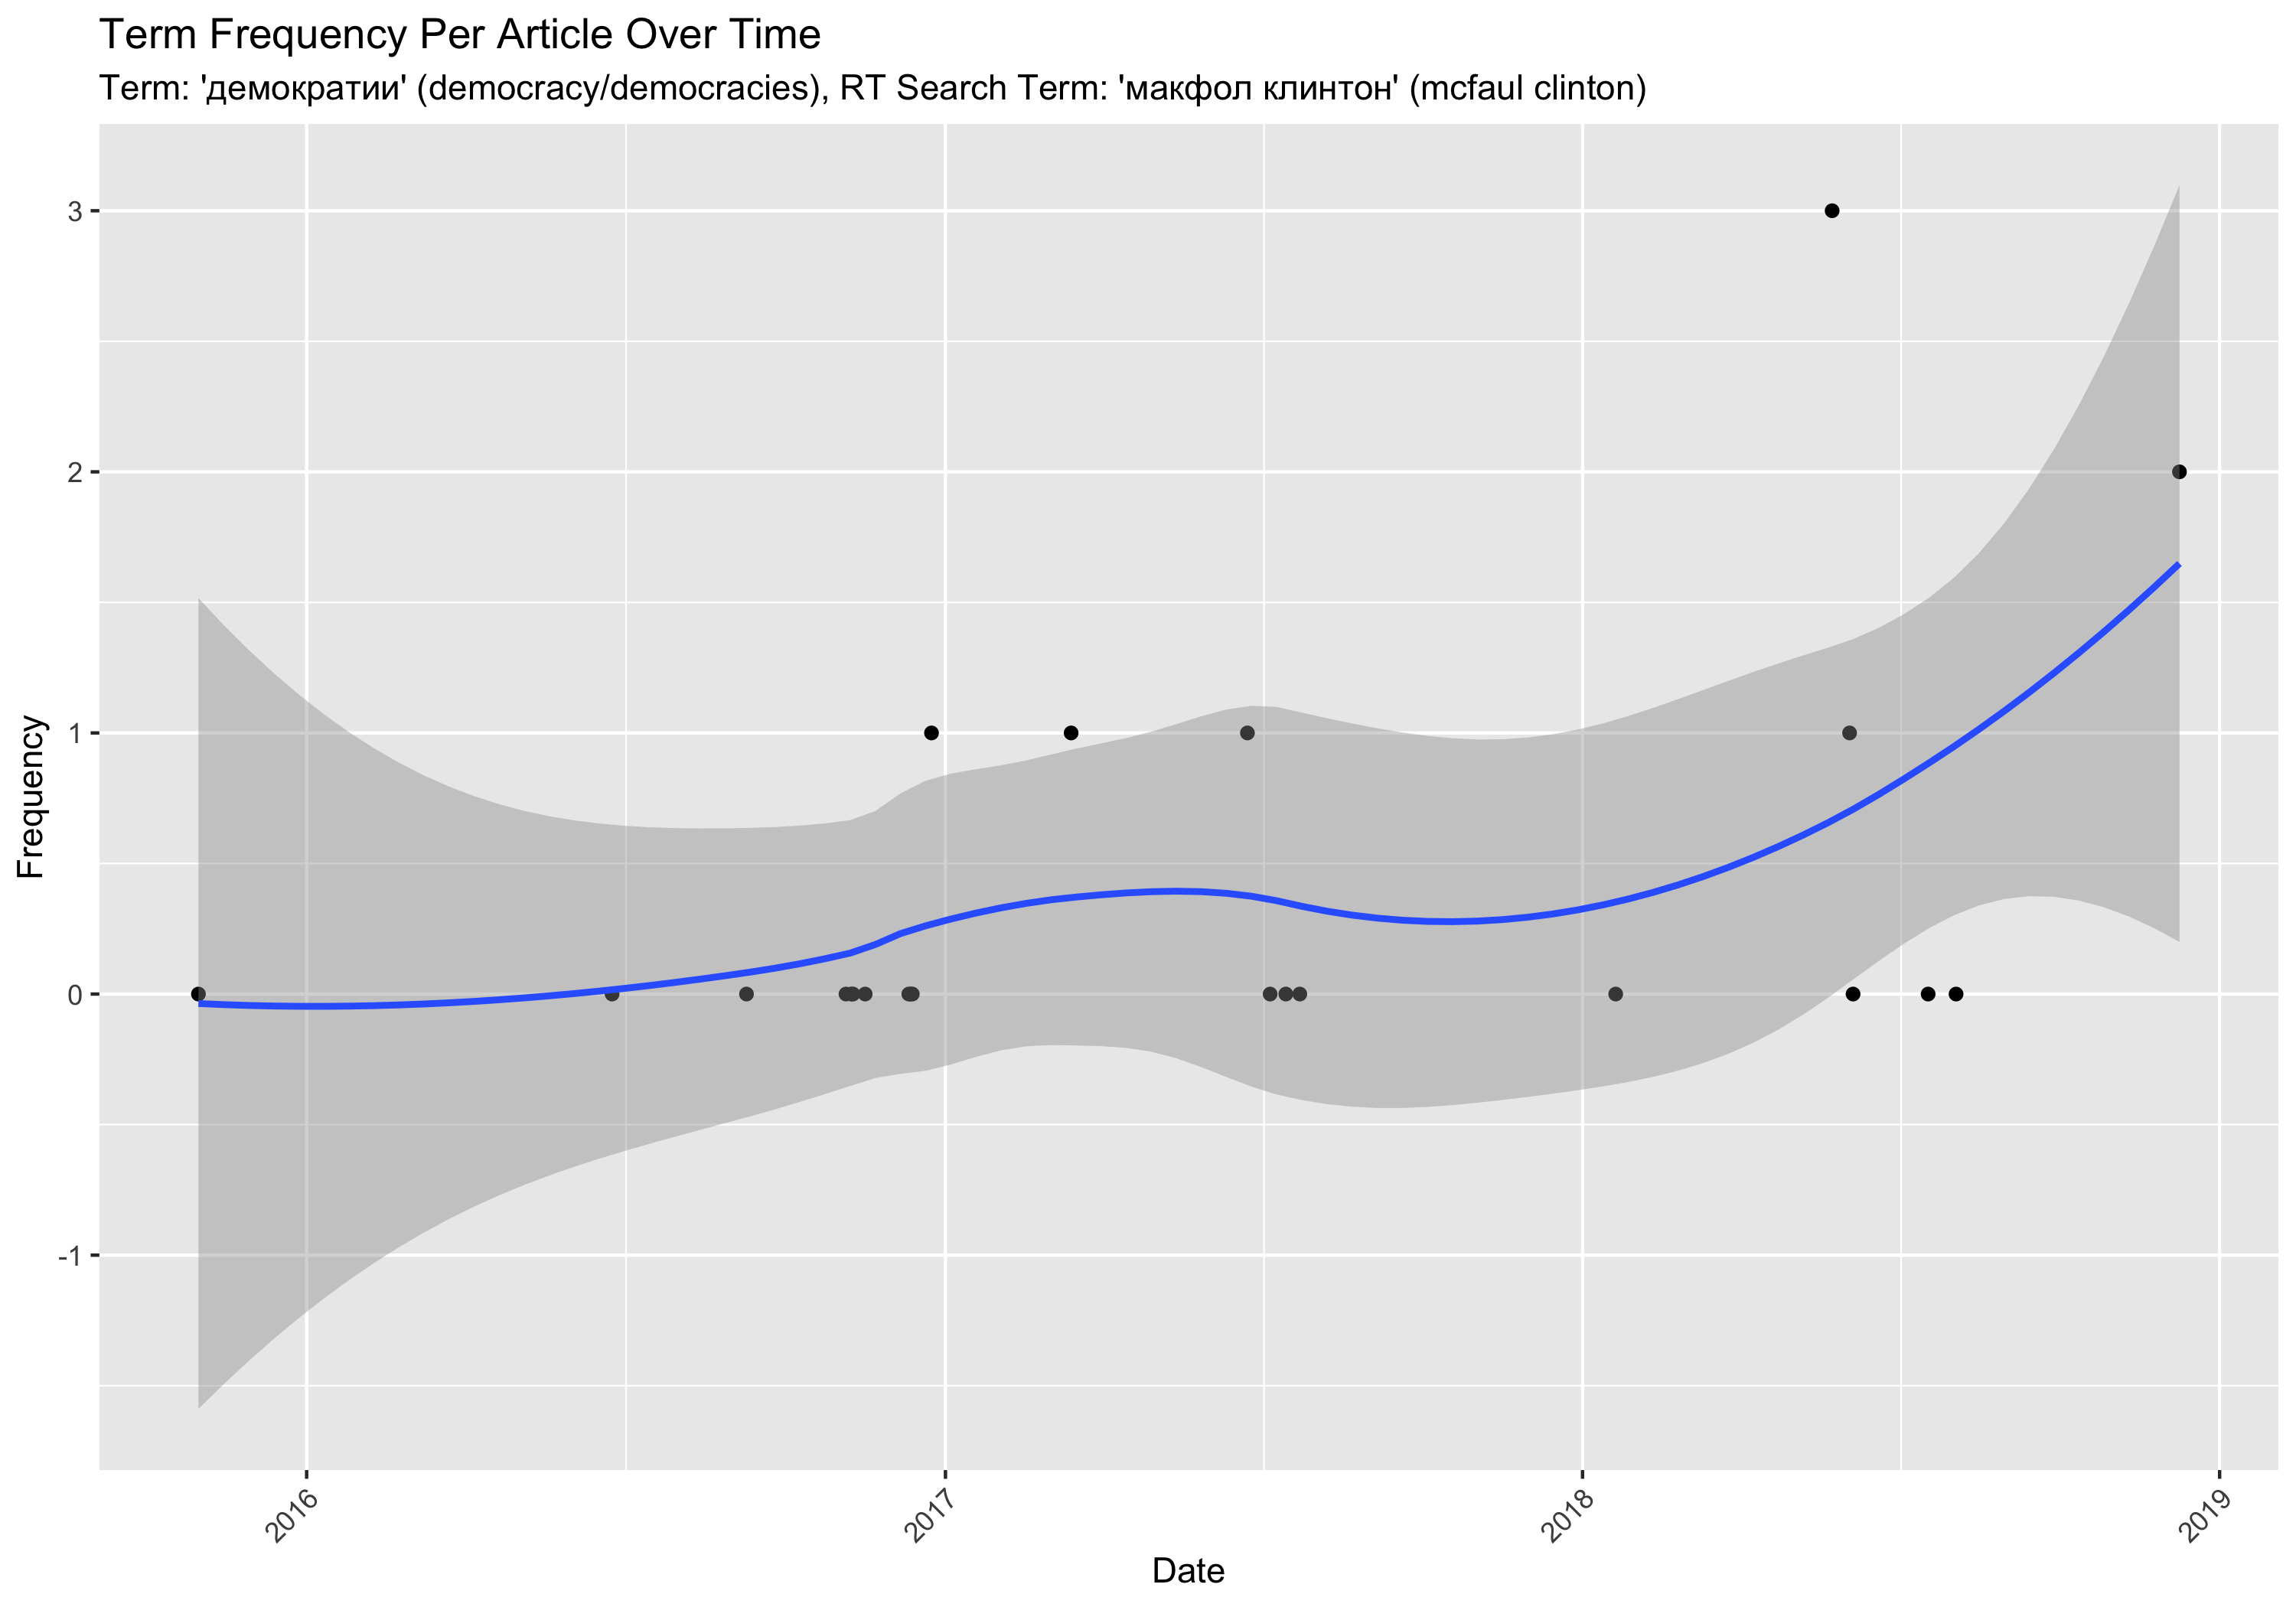 Term Frequency Per Article Over Time
Term: 'демократии' (democracy/democracies), RT Search Term: 'макфол клинтон' (mcfaul clinton)
3
2
1
0
-1
Frequency
2016
2017
2018
2019
Date